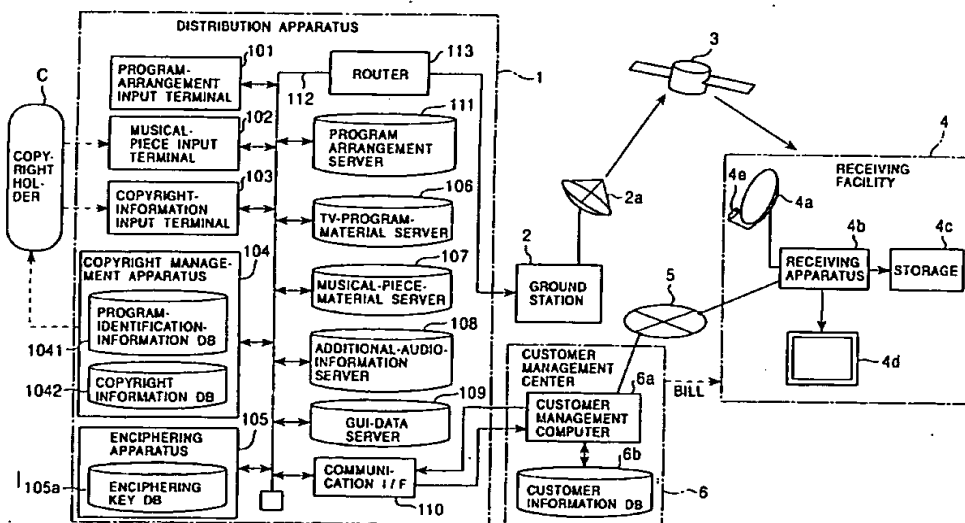 DISTRIBUTION APPARATUS
101
PROGRAM-
ARRANGEMENT
INPUT TERMINAL
113
ROUTER
112
1
3
C
COPY-
RIGHT
HOL-
DER
102
MUSICAL-
PIECE INPUT
TERMINAL
111
PROGRAM
ARRANGEMENT
SERVER
103
COPYRIGHT-
INFORMATION
INPUT TERMINAL
106
TV-PROGRAM-
MATERIAL SERVER
2a
4
RECEIVING
FACILITY
4e
4a
4b
RECEIVING
APPARATUS
4c
STORAGE
4d
COPYRIGHT MANAGE-
MENT APPARATUS
104
PROGRAM-
IDENTIFICATION-
INFORMATION DB
1041
COPYRIGHT
INFORMATION DB
1042
107
MUSICAL-PIECE-
MATERIAL SERVER
2
GROUND
STATION
5
108
ADDITIONAL-AUDIO-
INFORMATION
SERVER
CUSTOMER
MANAGEMENT
CENTER
6a
CUSTOMER
MANAGEMENT
COMPUTER
BILL
ENCIPHERING
APPARATUS
105
105a
ENCIPHERING
KEY DB
109
GUI-DATA
SERVER
COMMUNI-
CATION I/F
110
6b
CUSTOMER
INFORMATION DB
6